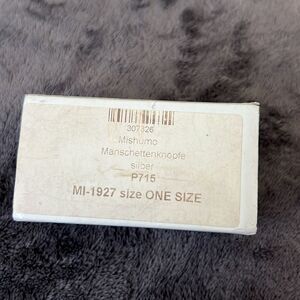 307326
Mishumo
Manschettenknöpfe
silber
P715
MI-1927 size ONE SIZE